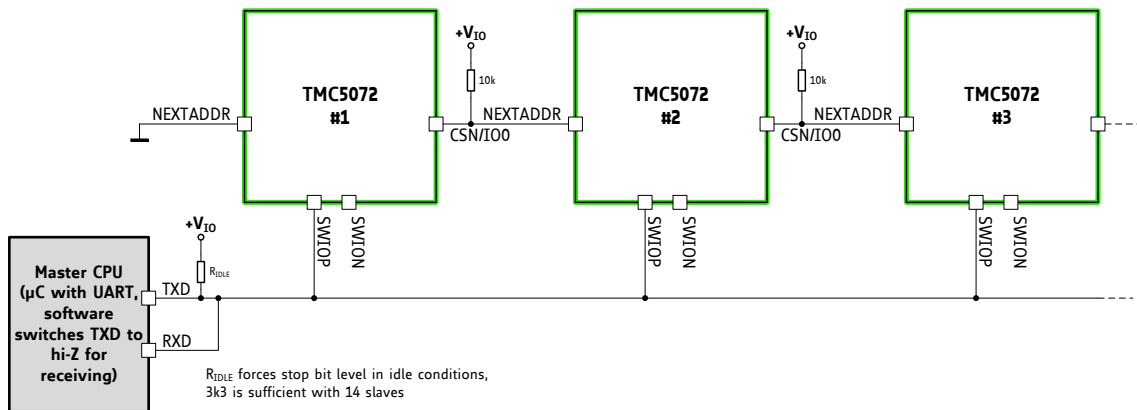 +VIO
+VIO
10k
10k
TMC5072
#1
TMC5072
#2
TMC5072
#3
NEXTADDR
CSN/IO0
NEXTADDR
CSN/IO0
NEXTADDR
SWIOP
SWION
SWIOP
SWION
SWIOP
SWION
+VIO
RIDLE
Master CPU
(µC with UART,
software
switches TXD to
hi-Z for
receiving)
TXD
RXD
RIDLE forces stop bit level in idle conditions,
3k3 is sufficient with 14 slaves